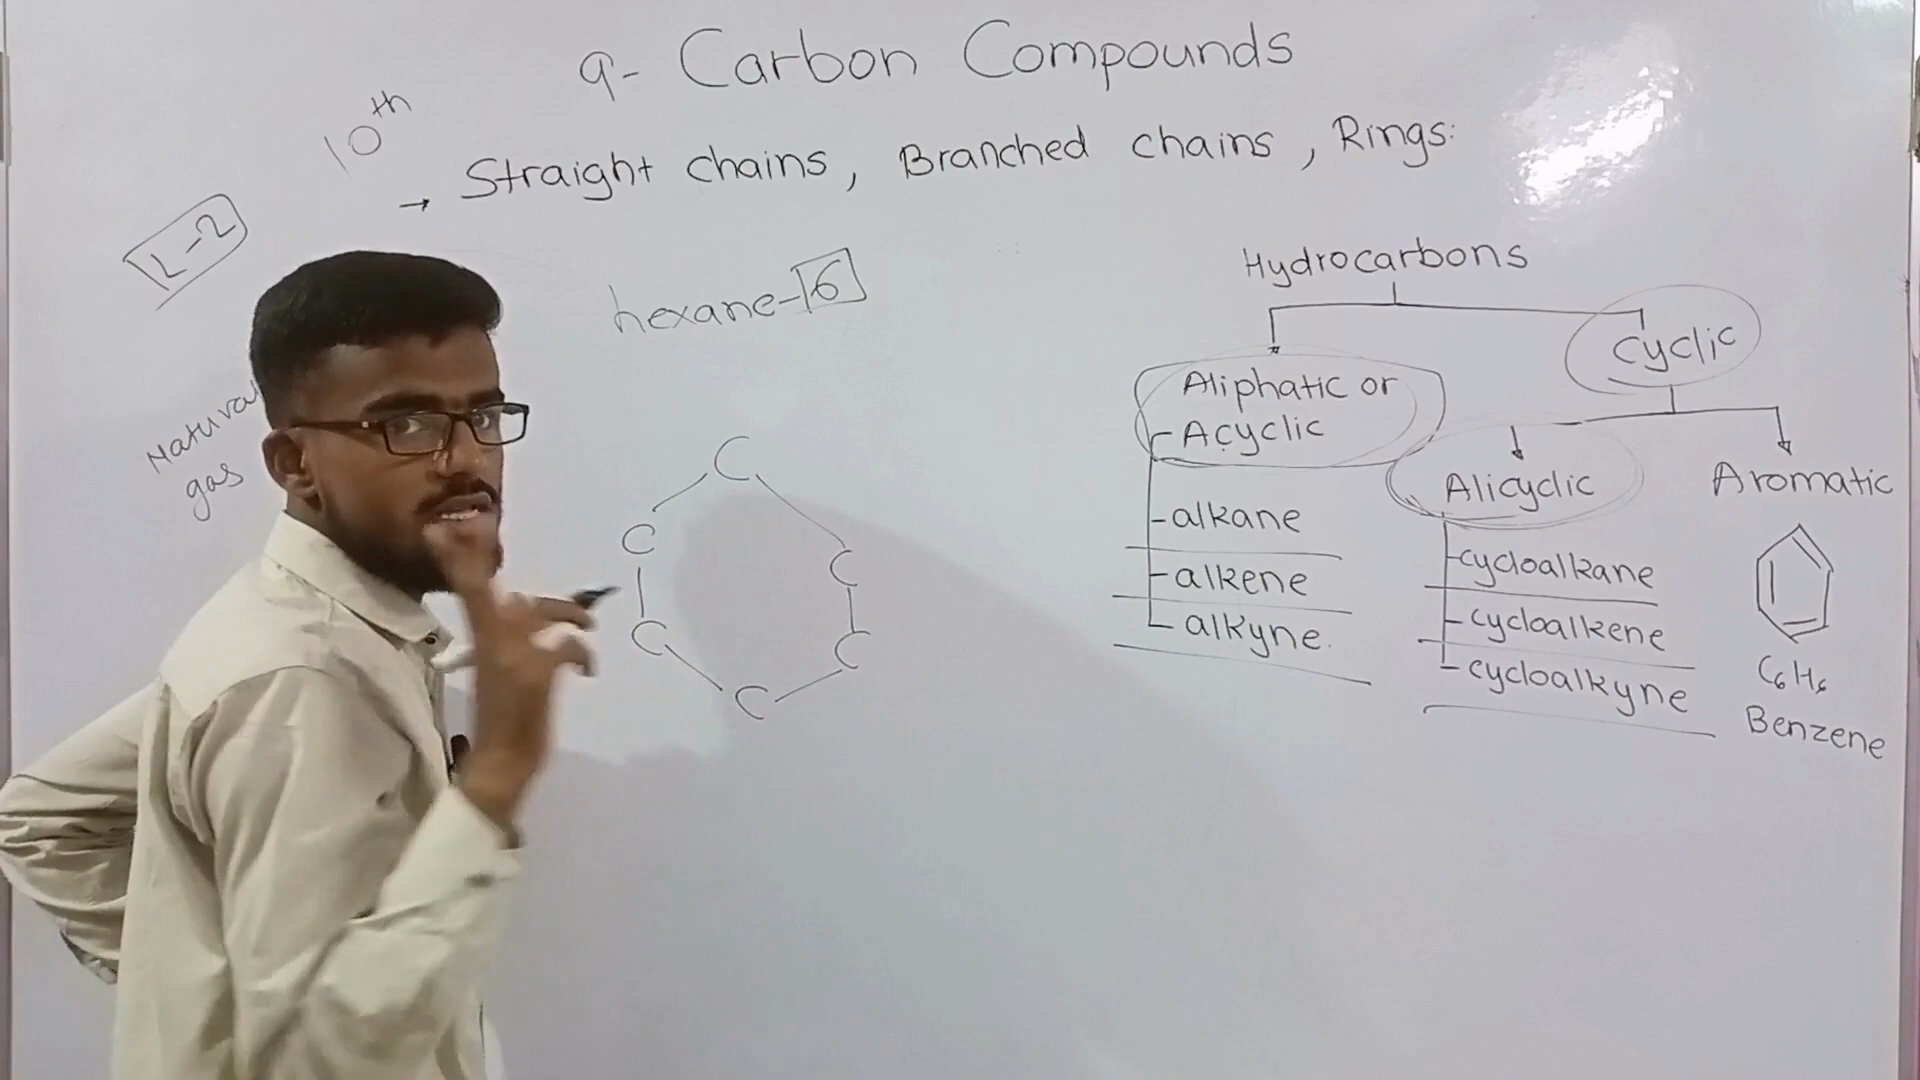 9- Carbon Compounds
10th
→ Straight chains, Branched chains, Rings:
L-2
hexane-6
Natural
gas
C
C
C
C
C
C
Hydrocarbons
Aliphatic or
Acyclic
-alkane
-alkene
- alkyne.
cyclic
Alicyclic
-cycloalkane
-cycloalkene
-cycloalkyne
Aromatic
C6H6
Benzene